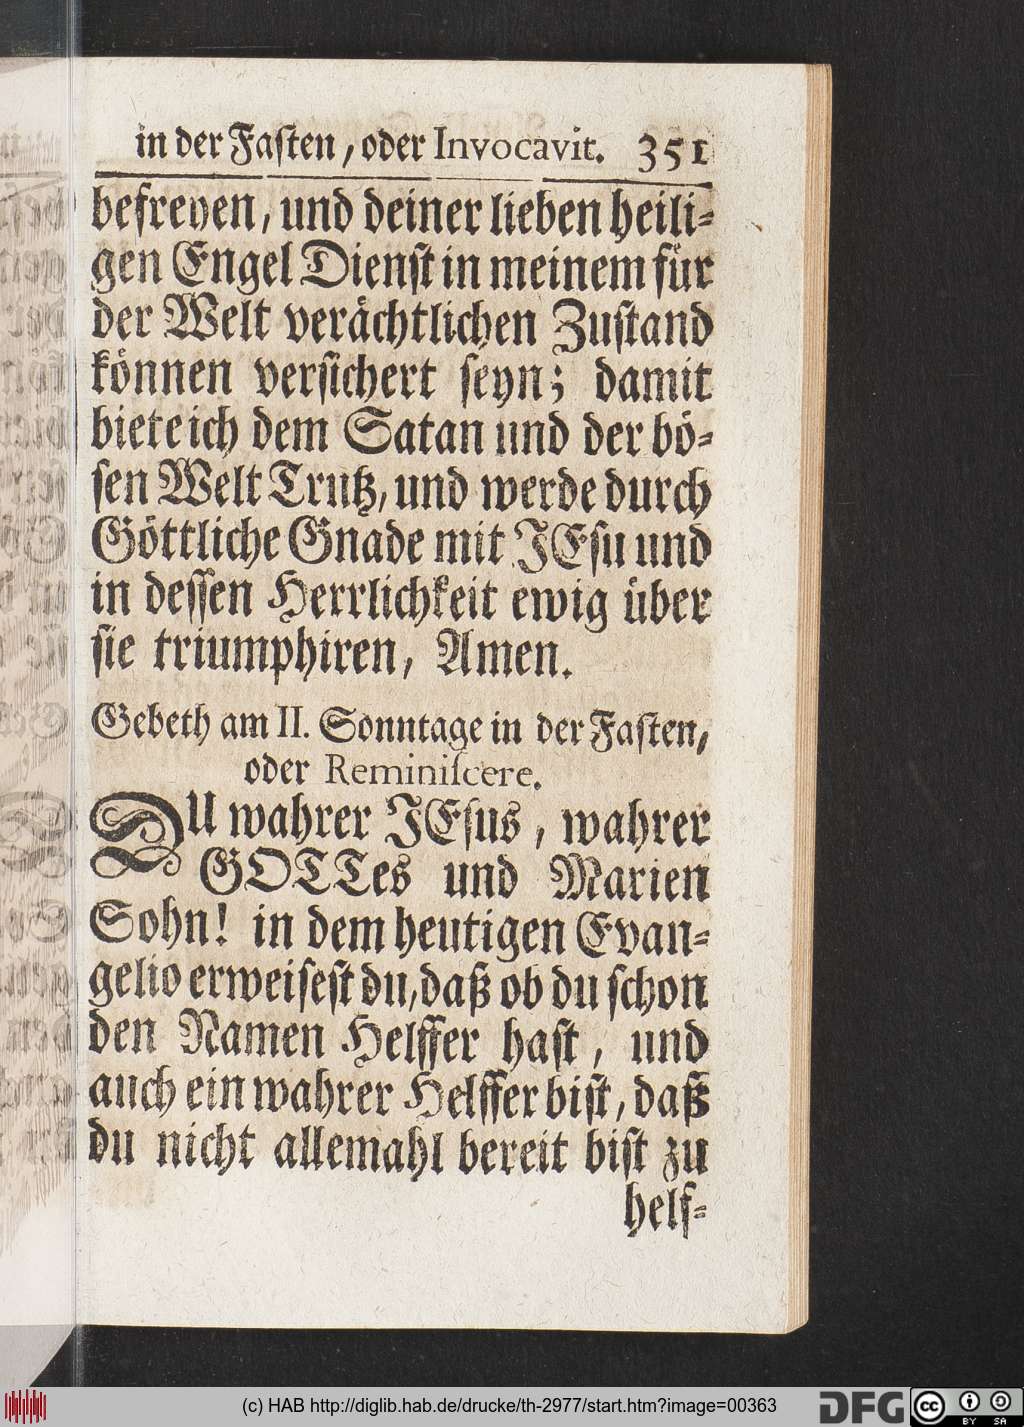 in der Fasten, oder Invocavit. 351
befreyen, und deiner lieben heili-
gen Engel Dienst in meinem für
der Welt verächtlichen Zustand
können versichert seyn; damit
biete ich dem Satan und der bö-
sen Welt Trutz, und werde durch
Göttliche Gnade mit JEsu und
in dessen Herrlichkeit ewig über
sie triumphiren, Amen.
Gebeth am II. Sonntage in der Fasten,
oder Reminiscere.
DU wahrer JEsus, wahrer
GOTTes und Marien
Sohn! in dem heutigen Evan-
gelio erweisest du, daß ob du schon
den Namen Helffer hast, und
auch ein wahrer Helffer bist, daß
du nicht allemahl bereit bist zu
helf-
(c) HAB http://diglib.hab.de/drucke/th-2977/start.htm?image=00363
DFG
cc BY SA